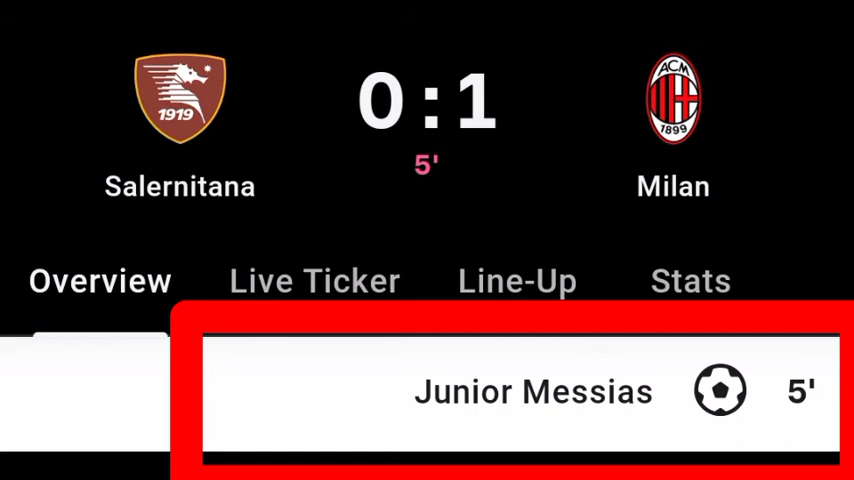 0:1
5'
1919
ACM
1899
Salernitana
Milan
Overview Live Ticker Line-Up Stats
Junior Messias 5'